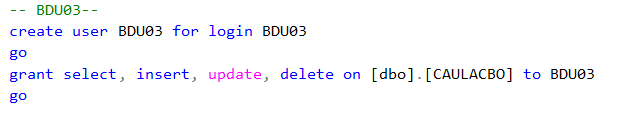 -- BDU03--
create user BDU03 for login BDU03
go
grant select, insert, update, delete on [dbo].[CAULACBO] to BDU03
go